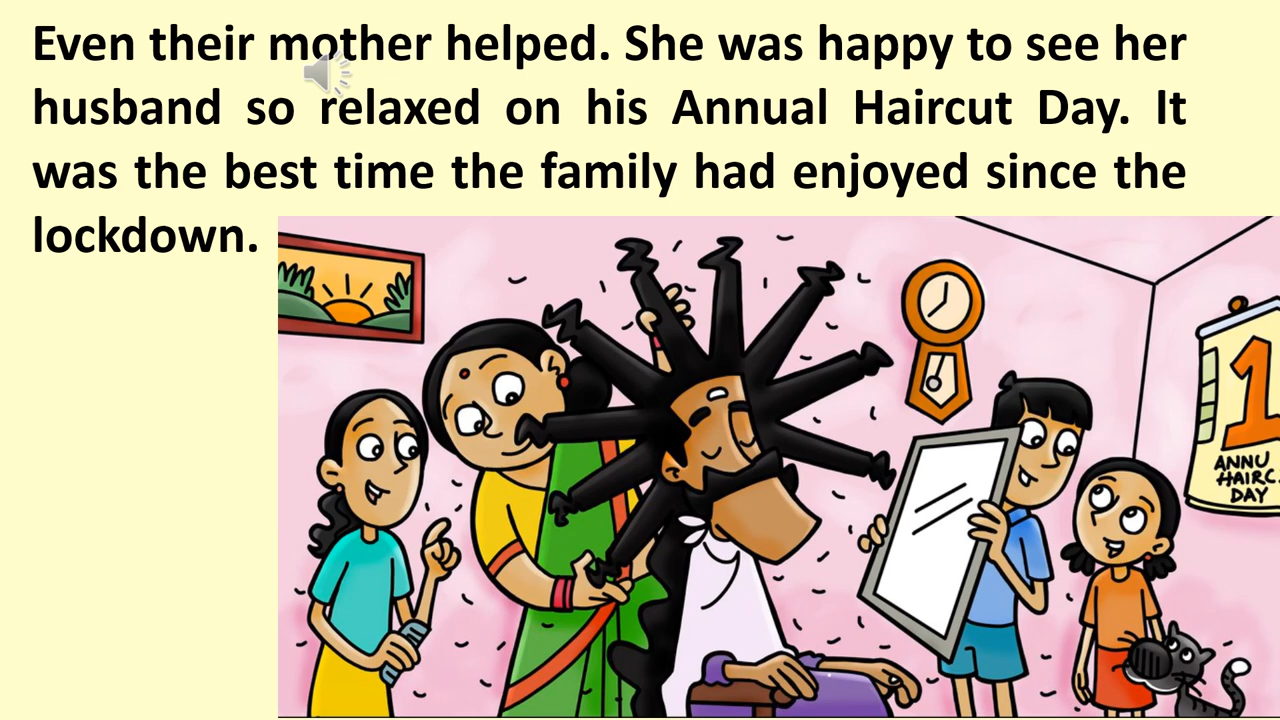 Even their mother helped. She was happy to see her
husband so relaxed on his Annual Haircut Day. It
was the best time the family had enjoyed since the
lockdown.
1
ANNU
HAIRC.
DAY